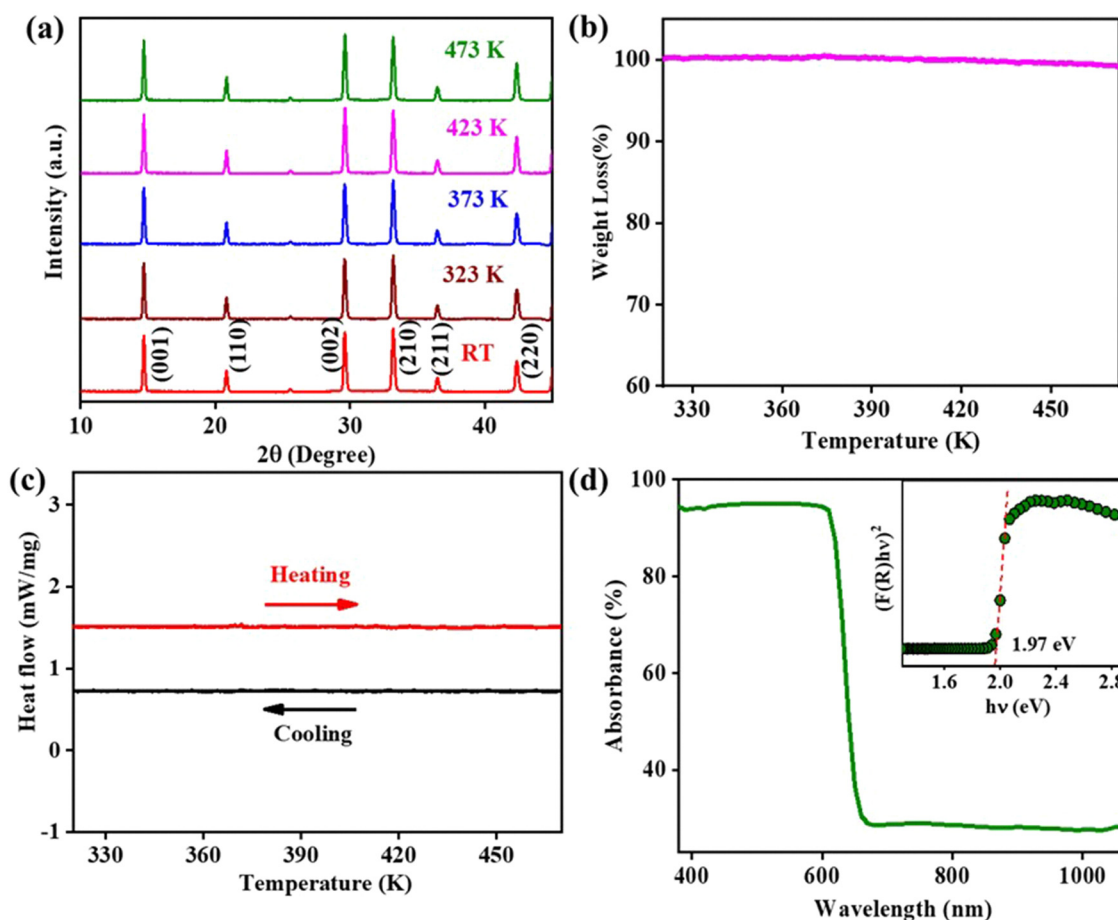 (a)
473 K
423 K
373 K
323 K
RT
(001)
(110)
(002)
(210)
(211)
(220)
Intensity (a.u.)
10
20
30
40
2θ (Degree)
(b)
100
90
80
70
60
Weight Loss(%)
330
360
390
420
450
Temperature (K)
(c)
3
2
1
0
-1
Heat flow (mW/mg)
Heating
Cooling
330
360
390
420
450
Temperature (K)
(d)
100
80
60
40
Absorbance (%)
400
600
800
1000
Wavelength (nm)
(F(R)hν)²
1.97 eV
1.6
2.0
2.4
2.8
hν (eV)